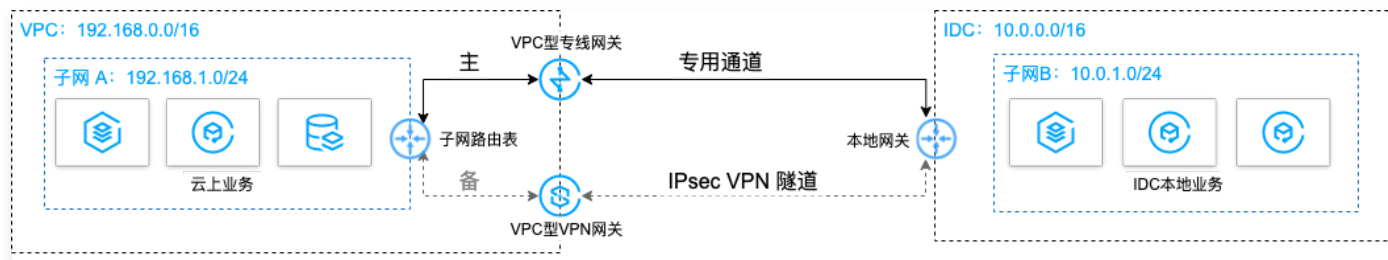 VPC：192.168.0.0/16
子网 A：192.168.1.0/24
云上业务
子网路由表
主
备
VPC型专线网关
VPC型VPN网关
专用通道
IPsec VPN 隧道
本地网关
IDC：10.0.0.0/16
子网B：10.0.1.0/24
IDC本地业务